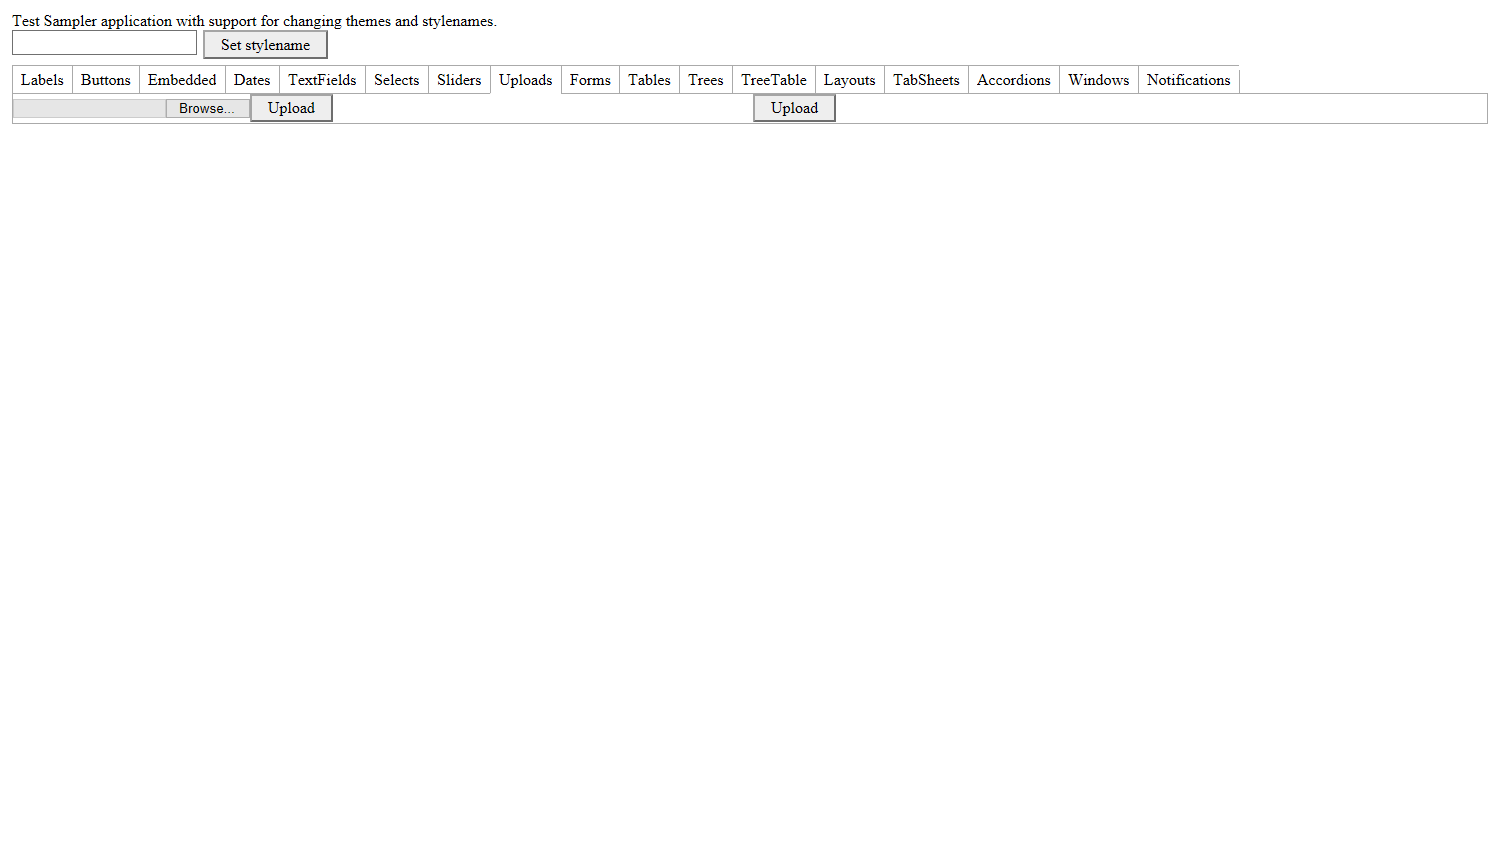 Test Sampler application with support for changing themes and stylenames.
Set stylename
Labels Buttons Embedded Dates TextFields Selects Sliders Uploads Forms Tables Trees TreeTable Layouts TabSheets Accordions Windows Notifications
Browse... Upload Upload